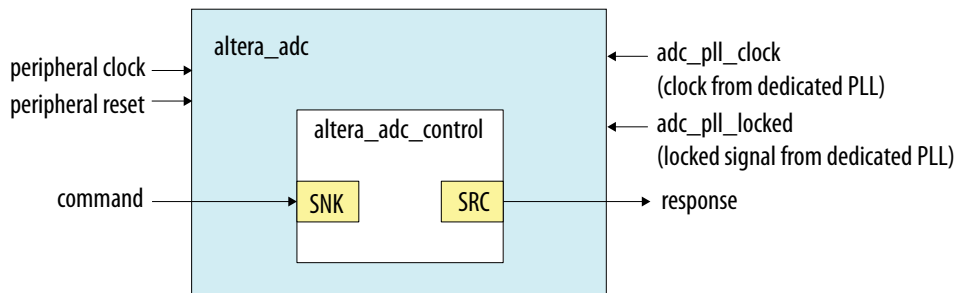 altera_adc
peripheral clock
peripheral reset
adc_pll_clock
(clock from dedicated PLL)
altera_adc_control
adc_pll_locked
(locked signal from dedicated PLL)
command
SNK
SRC
response